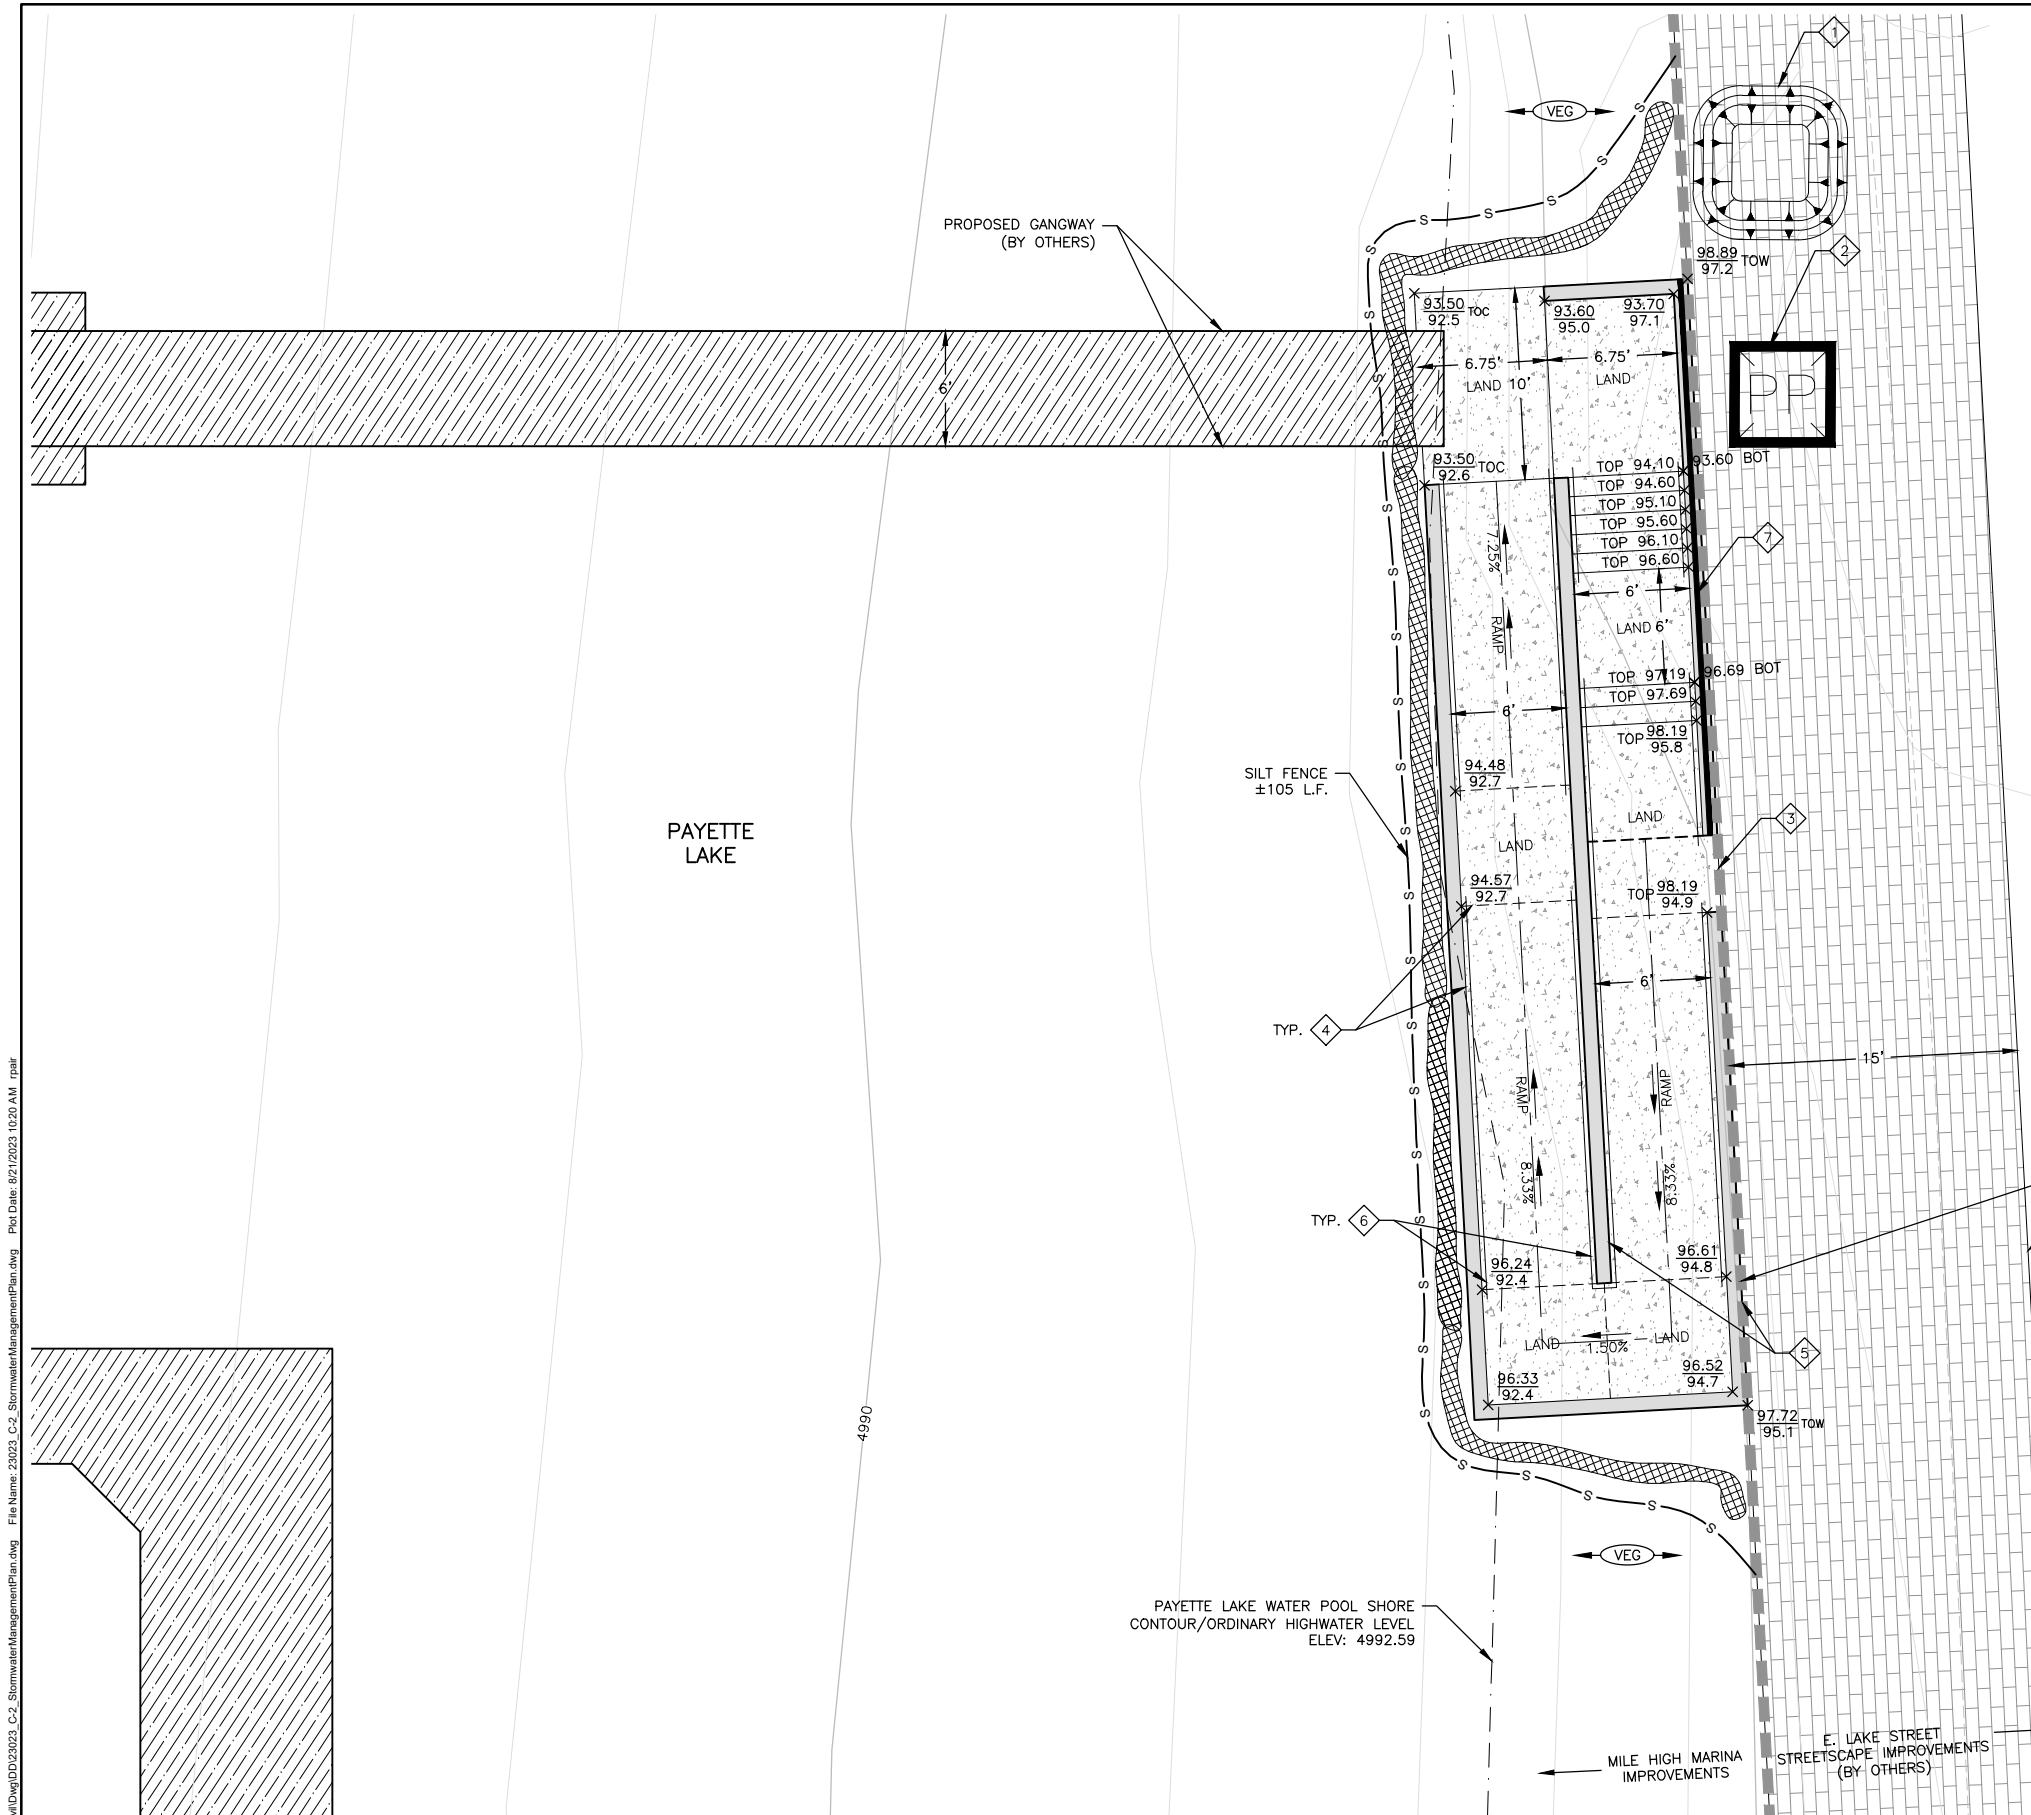 1
VEG
S
S
S
S
S
S
S
PROPOSED GANGWAY
(BY OTHERS)
2
98.89 TOW
97.2
93.50 TOC
92.5
93.60
95.0
93.70
97.1
6.75'
6.75'
LAND 10'
LAND
6'
PP
93.50 TOC
92.6
TOP 94.10
93.60 BOT
TOP 94.60
TOP 95.10
TOP 95.60
TOP 96.10
TOP 96.60
7
7.25%
RAMP
6'
LAND 6'
TOP 97.19
96.69 BOT
TOP 97.69
6'
TOP 98.19
95.8
94.48
92.7
SILT FENCE
±105 L.F.
PAYETTE
LAKE
LAND
LAND
3
94.57
92.7
TOP 98.19
94.9
6'
TYP. 4
15'
RAMP
RAMP
8.33%
8.33%
TYP. 6
96.24
92.4
96.61
94.8
LAND
1.50%
LAND
5
96.33
92.4
96.52
94.7
97.72 TOW
95.1
4990
VEG
PAYETTE LAKE WATER POOL SHORE
CONTOUR/ORDINARY HIGHWATER LEVEL
ELEV: 4992.59
MILE HIGH MARINA
IMPROVEMENTS
E. LAKE STREET
STREETSCAPE IMPROVEMENTS
(BY OTHERS)
vil\Dwg\DD\23023_C-2_StormwaterManagementPlan.dwg File Name: 23023_C-2_StormwaterManagementPlan.dwg Plot Date: 8/21/2023 10:20 AM rpair